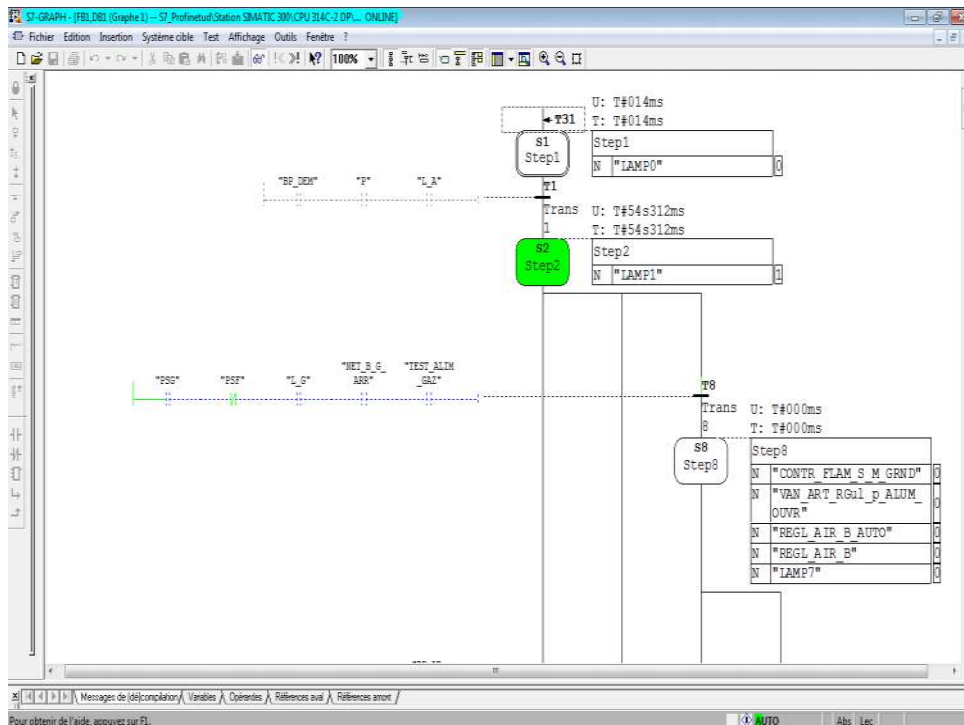 S7-GRAPH - [FB1,DB1 (Graphe 1) -- S7_Profinetud\Station SIMATIC 300\CPU 314C-2 DP\... ONLINE]
Fichier Edition Insertion Système cible Test Affichage Outils Fenêtre ?
100%
U: T#014ms
T31 T: T#014ms
S1 Step1
Step1 N "LAMP0" 0
"BP_DEM" "P" "L_A" T1
Trans U: T#54s312ms
1 T: T#54s312ms
S2 Step2
Step2 N "LAMP1" 1
"NET_B_G_ "TEST_ALIM
"PSG" "PSF" "L_G" ARR" _GAZ" T8
Trans U: T#000ms
8 T: T#000ms
S8 Step8
Step8 N "CONTR_FLAM_S_M_GRND" 0
N "VAN_ART_RGul_p_ALUM_ 0
OUVR"
N "REGL_AIR_B_AUTO" 0
N "REGL_AIR_B" 0
N "LAMP7" 0
Messages de (dé)compilation Variables Opérandes Références aval Références amont
Pour obtenir de l'aide, appuyez sur F1. AUTO Abs Lec